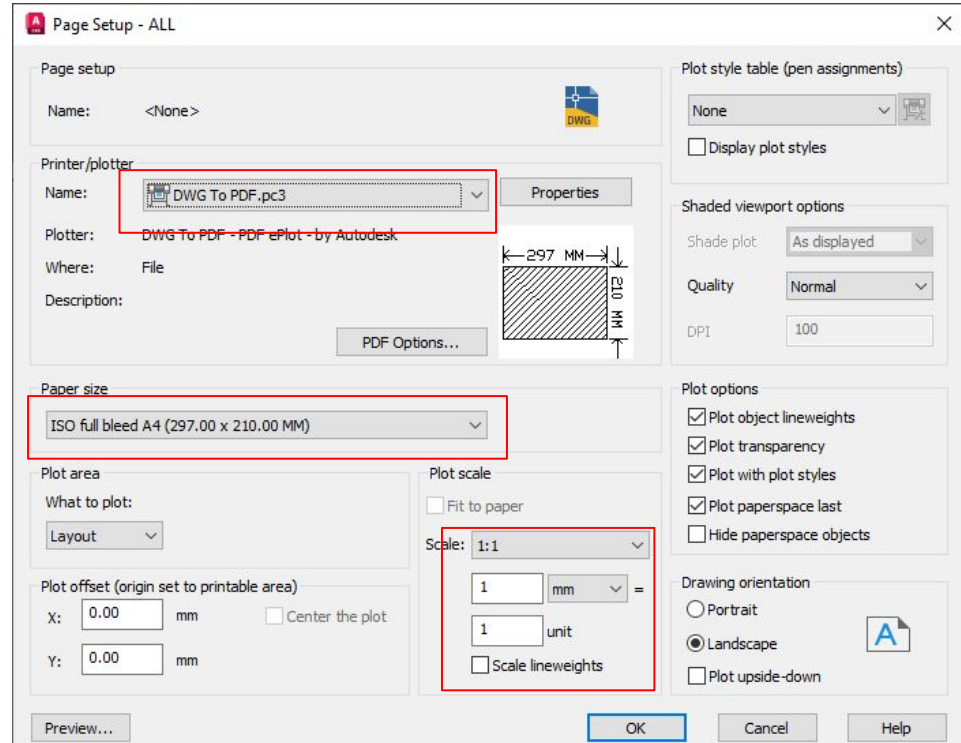 Page Setup - ALL
Page setup
Name: <None>
DWG
Printer/plotter
Name: DWG To PDF.pc3
Properties
Plotter: DWG To PDF - PDF ePlot - by Autodesk
Where: File
Description:
297 MM
210 MM
PDF Options...
Paper size
ISO full bleed A4 (297.00 x 210.00 MM)
Plot area
What to plot:
Layout
Plot scale
Fit to paper
Scale: 1:1
1 mm =
1 unit
Scale lineweights
Plot offset (origin set to printable area)
X: 0.00 mm Center the plot
Y: 0.00 mm
Plot style table (pen assignments)
None
Display plot styles
Shaded viewport options
Shade plot As displayed
Quality Normal
DPI 100
Plot options
Plot object lineweights
Plot transparency
Plot with plot styles
Plot paperspace last
Hide paperspace objects
Drawing orientation
Portrait
Landscape
A
Plot upside-down
Preview...
OK
Cancel
Help